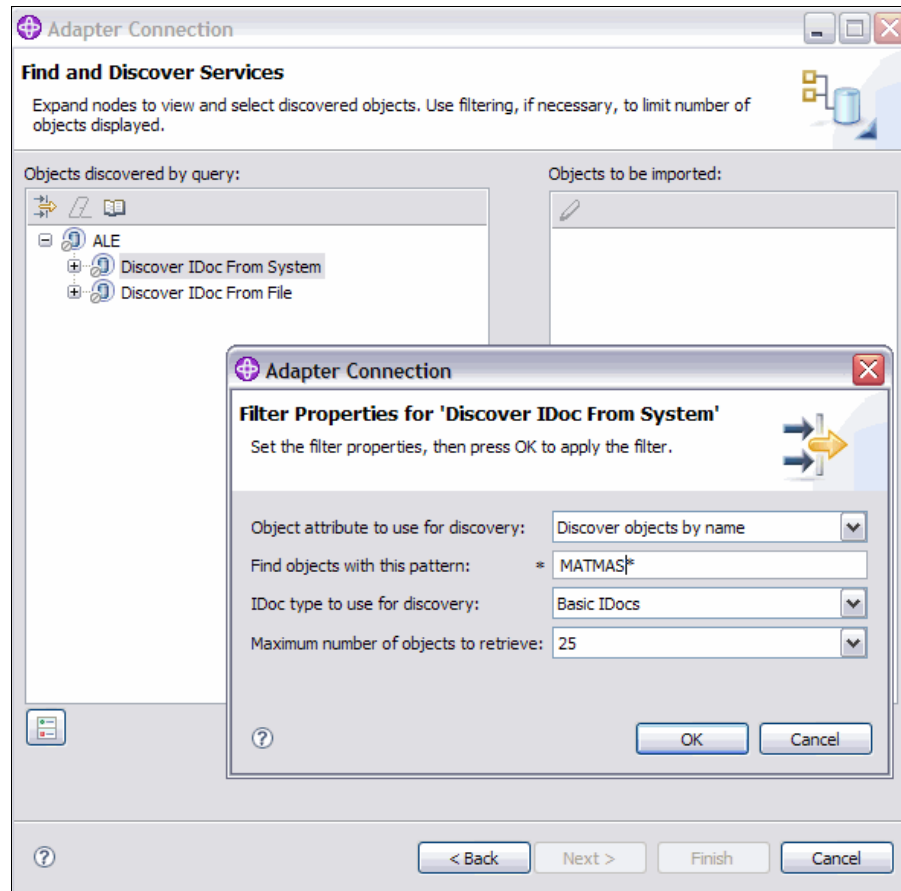 Adapter Connection
Find and Discover Services
Expand nodes to view and select discovered objects. Use filtering, if necessary, to limit number of
objects displayed.
Objects discovered by query:
Objects to be imported:
ALE
Discover IDoc From System
Discover IDoc From File
Adapter Connection
Filter Properties for 'Discover IDoc From System'
Set the filter properties, then press OK to apply the filter.
Object attribute to use for discovery: Discover objects by name
Find objects with this pattern: * MATMAS*
IDoc type to use for discovery: Basic IDocs
Maximum number of objects to retrieve: 25
? OK Cancel
? < Back Next > Finish Cancel